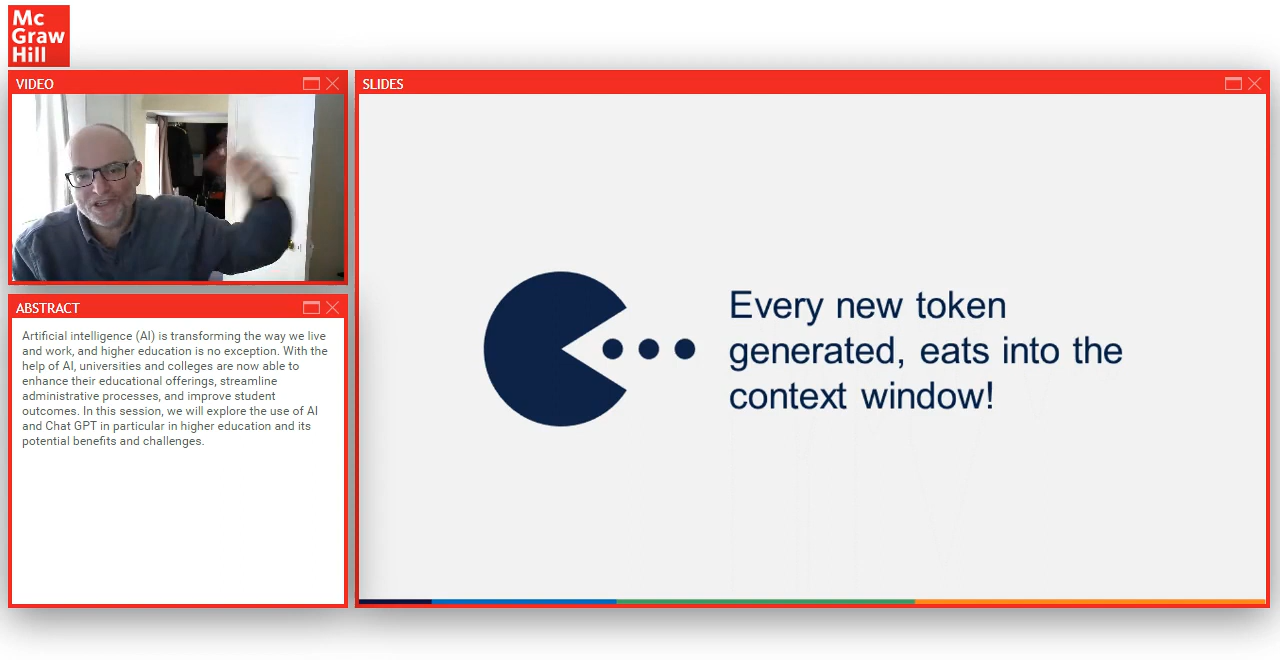 Mc
Graw
Hill
VIDEO
SLIDES
Every new token
generated, eats into the
context window!
ABSTRACT
Artificial intelligence (AI) is transforming the way we live
and work, and higher education is no exception. With the
help of AI, universities and colleges are now able to
enhance their educational offerings, streamline
administrative processes, and improve student
outcomes. In this session, we will explore the use of AI
and Chat GPT in particular in higher education and its
potential benefits and challenges.